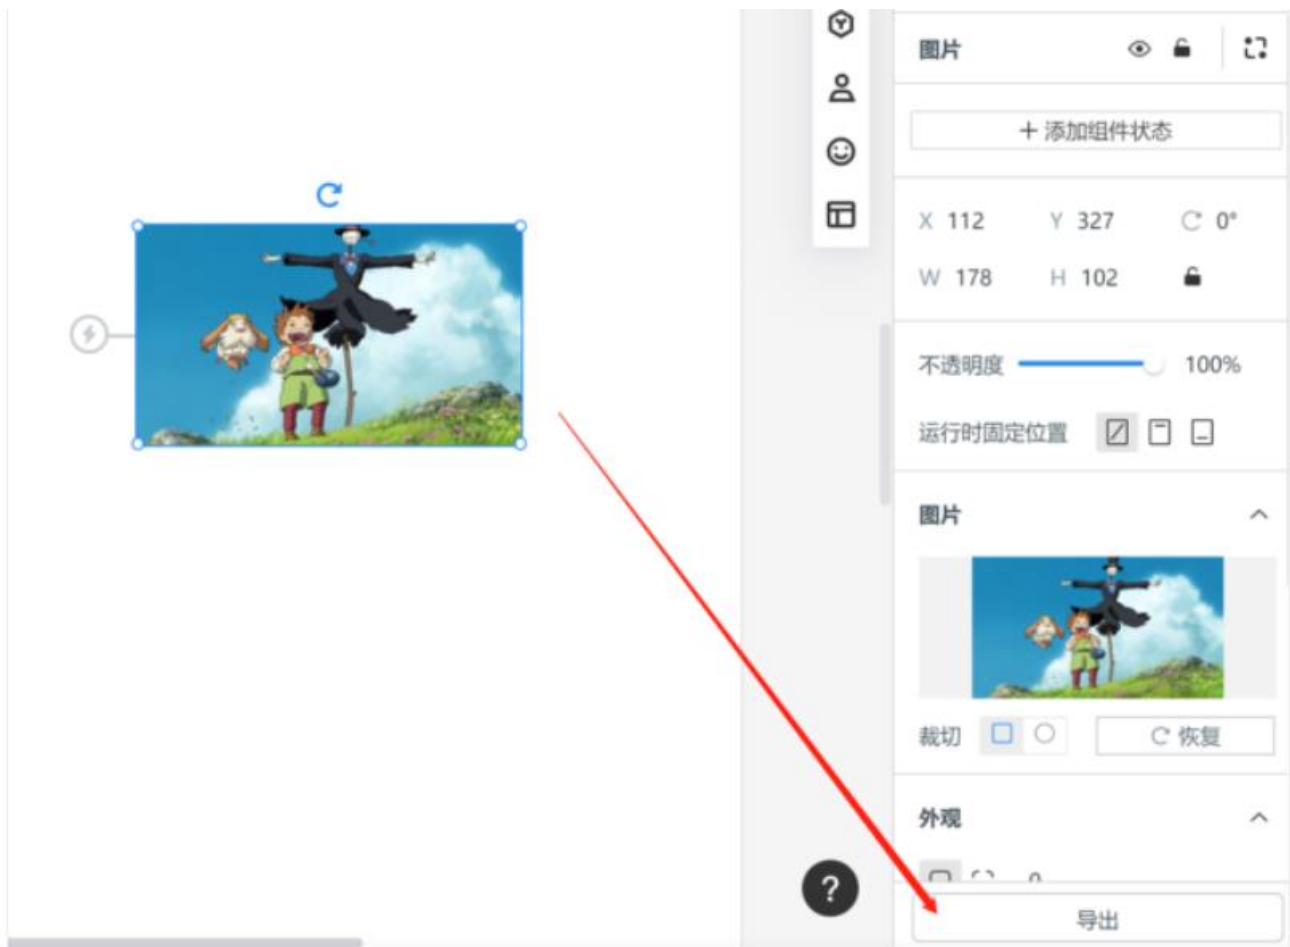 图片
+ 添加组件状态
X 112 Y 327 0°
W 178 H 102
不透明度 100%
运行时固定位置
图片
裁切 恢复
外观
?
导出